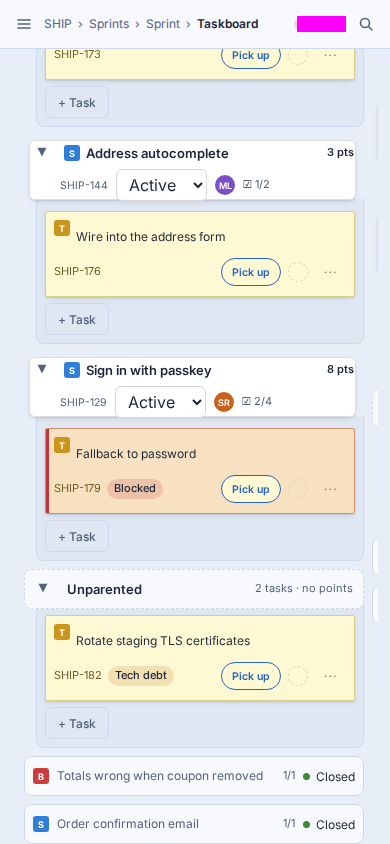 SHIP › Sprints › Sprint › Taskboard
SHIP-173 Pick up ···
+ Task
▼ S Address autocomplete 3 pts
SHIP-144 Active ML ☑ 1/2
T Wire into the address form
SHIP-176 Pick up ···
+ Task
▼ S Sign in with passkey 8 pts
SHIP-129 Active SR ☑ 2/4
T Fallback to password
SHIP-179 Blocked Pick up ···
+ Task
▼ Unparented 2 tasks · no points
T Rotate staging TLS certificates
SHIP-182 Tech debt Pick up ···
+ Task
B Totals wrong when coupon removed 1/1 Closed
S Order confirmation email 1/1 Closed